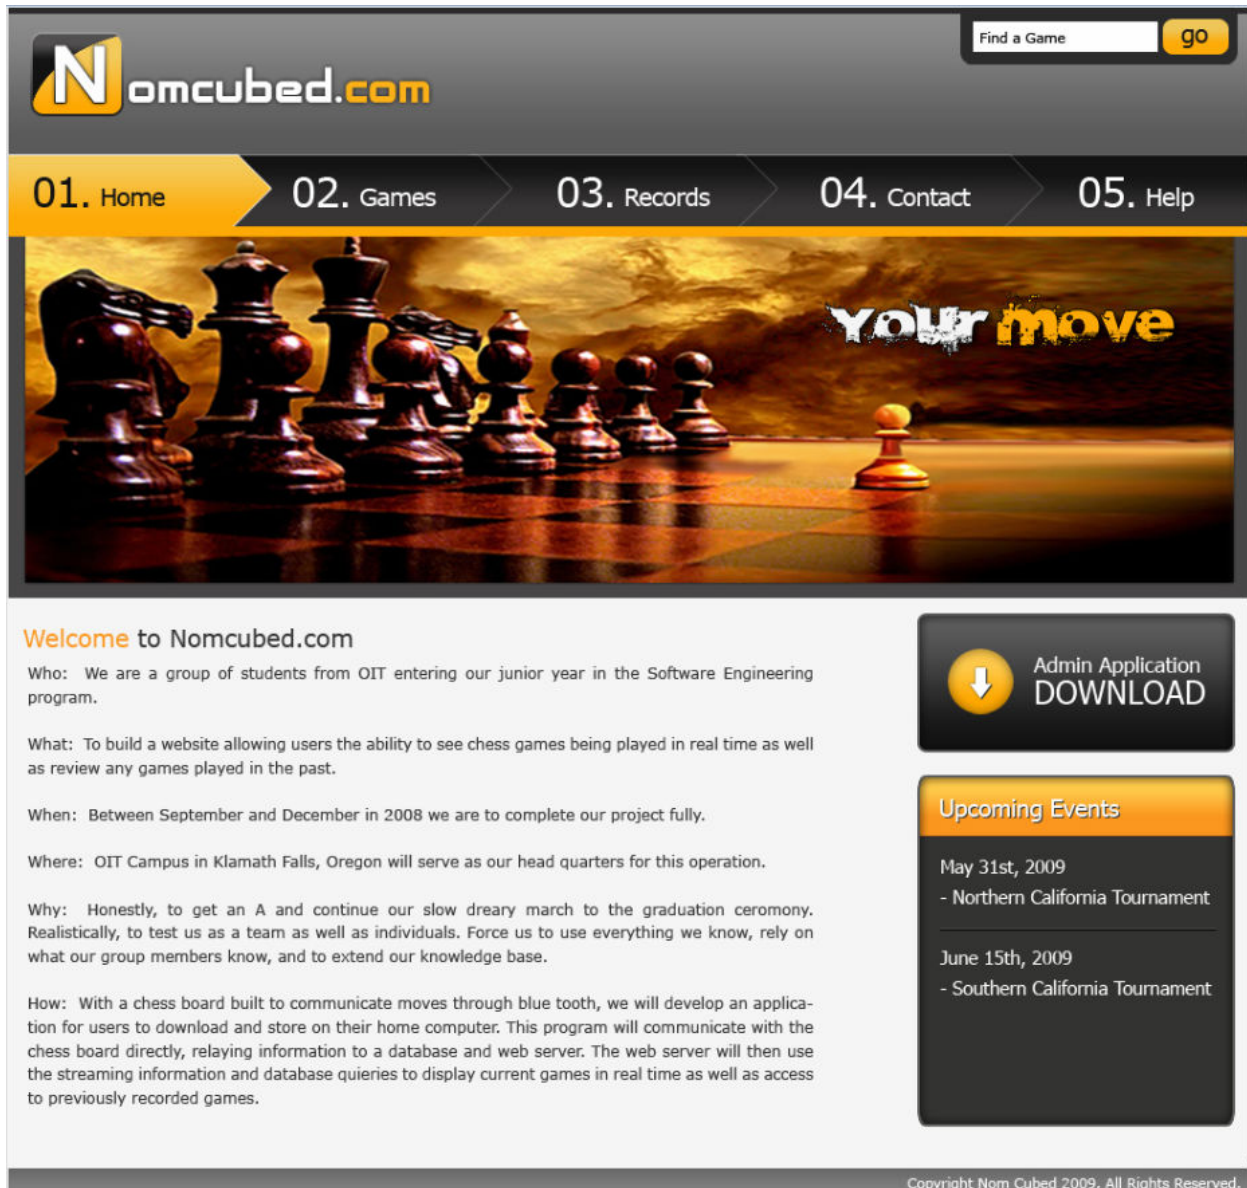 Find a Game
go
Nomcubed.com
01. Home
02. Games
03. Records
04. Contact
05. Help
Your move
Welcome to Nomcubed.com
Who: We are a group of students from OIT entering our junior year in the Software Engineering
program.
What: To build a website allowing users the ability to see chess games being played in real time as well
as review any games played in the past.
When: Between September and December in 2008 we are to complete our project fully.
Where: OIT Campus in Klamath Falls, Oregon will serve as our head quarters for this operation.
Why: Honestly, to get an A and continue our slow dreary march to the graduation ceromony.
Realistically, to test us as a team as well as individuals. Force us to use everything we know, rely on
what our group members know, and to extend our knowledge base.
How: With a chess board built to communicate moves through blue tooth, we will develop an applica-
tion for users to download and store on their home computer. This program will communicate with the
chess board directly, relaying information to a database and web server. The web server will then use
the streaming information and database quieries to display current games in real time as well as access
to previously recorded games.
Admin Application
DOWNLOAD
Upcoming Events
May 31st, 2009
- Northern California Tournament
June 15th, 2009
- Southern California Tournament
Copyright Nom Cubed 2009. All Rights Reserved.